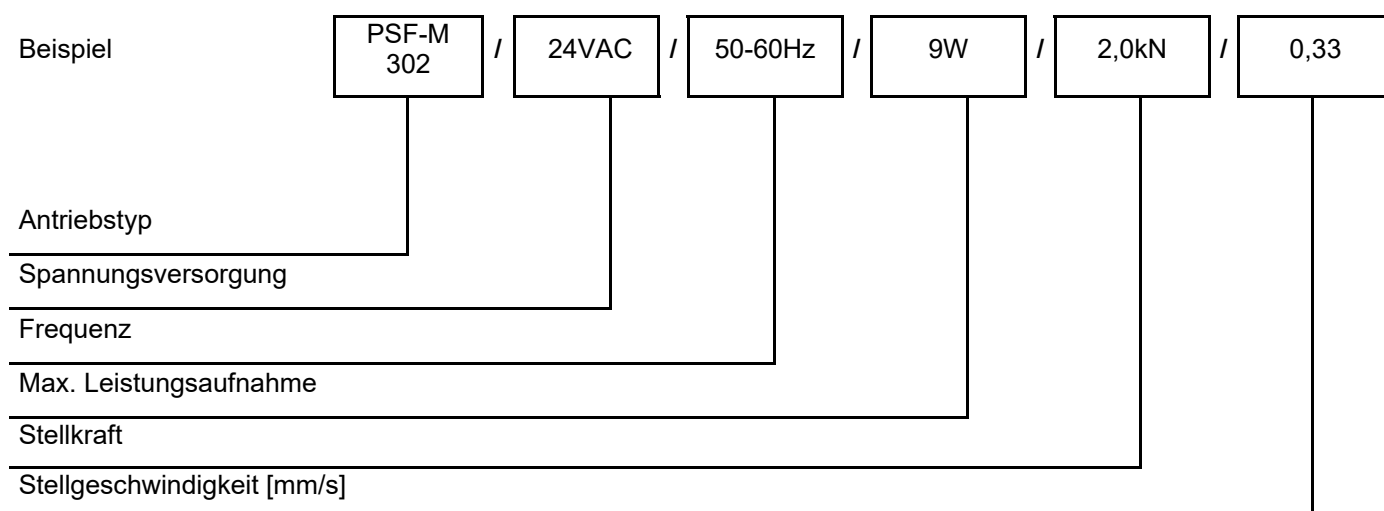 Beispiel
PSF-M
302
/
24VAC
/
50-60Hz
/
9W
/
2,0kN
/
0,33
Antriebstyp
Spannungsversorgung
Frequenz
Max. Leistungsaufnahme
Stellkraft
Stellgeschwindigkeit [mm/s]